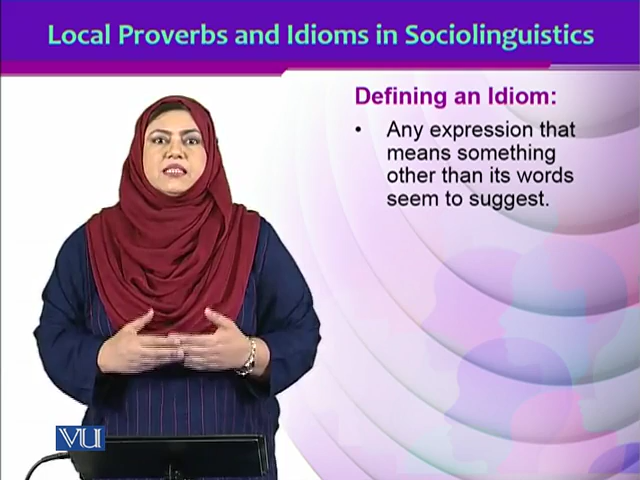 Local Proverbs and Idioms in Sociolinguistics
Defining an Idiom:
• Any expression that
means something
other than its words
seem to suggest.
VU